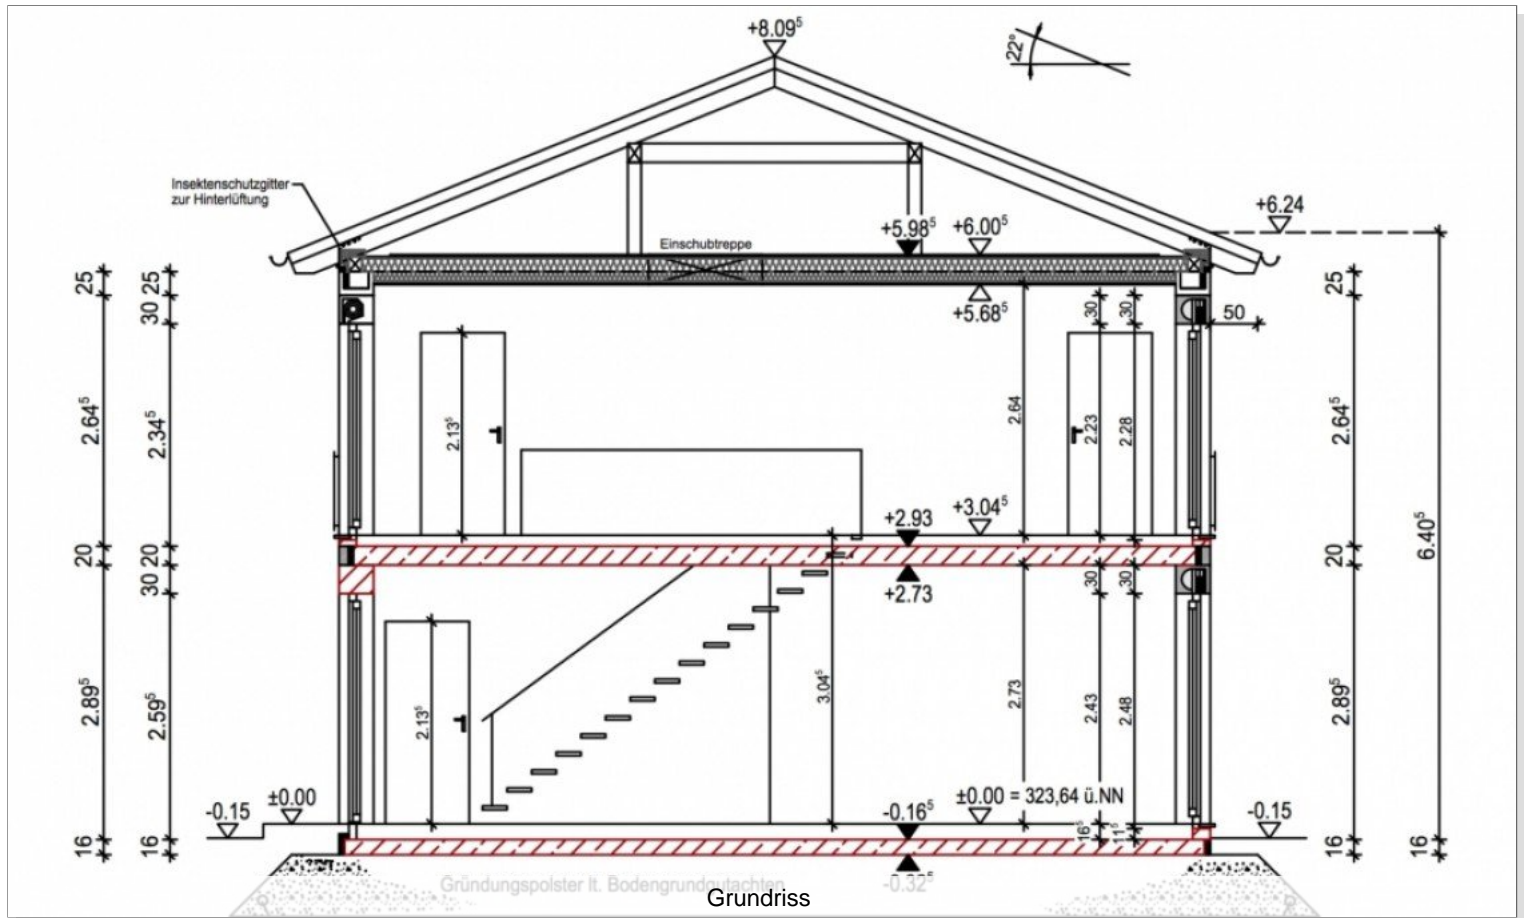 +8.09⁵
22°
Insektenschutzgitter
zur Hinterlüftung
+6.24
+5.98⁵ +6.00⁵
Einschubtreppe
25 25 25
30 30 30 50
+5.68⁵
2.64⁵ 2.34⁵ 2.13⁵ 2.64 2.23 2.28 2.64⁵
+2.93 +3.04⁵
6.40⁵
20 20 20
30 +2.73 30 30
2.89⁵ 2.59⁵ 2.13⁵ 3.04⁵ 2.73 2.43 2.48 2.89⁵
-0.15 ±0.00 -0.16⁵ ±0.00 = 323,64 ü.NN -0.15
16 16 16⁵ 11⁵ 16 16
Gründungspolster lt. Bodengrundgutachten -0.32⁵
Grundriss